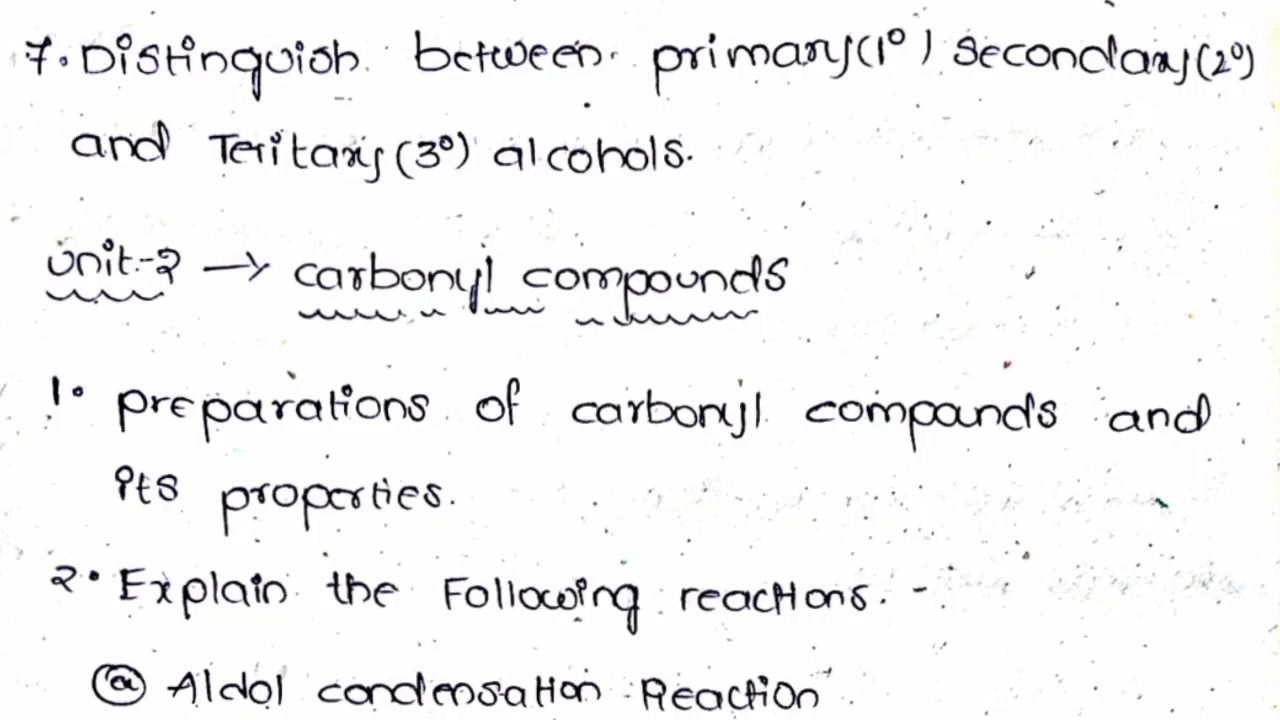 7. Distinguish between primary(1°) secondary(2°)
and Teritary(3°) alcohols.
Unit-2 → carbonyl compounds
1. preparations of carbonyl compounds and
its properties.
2. Explain the Following reactions. -
(a) Aldol condensation Reaction